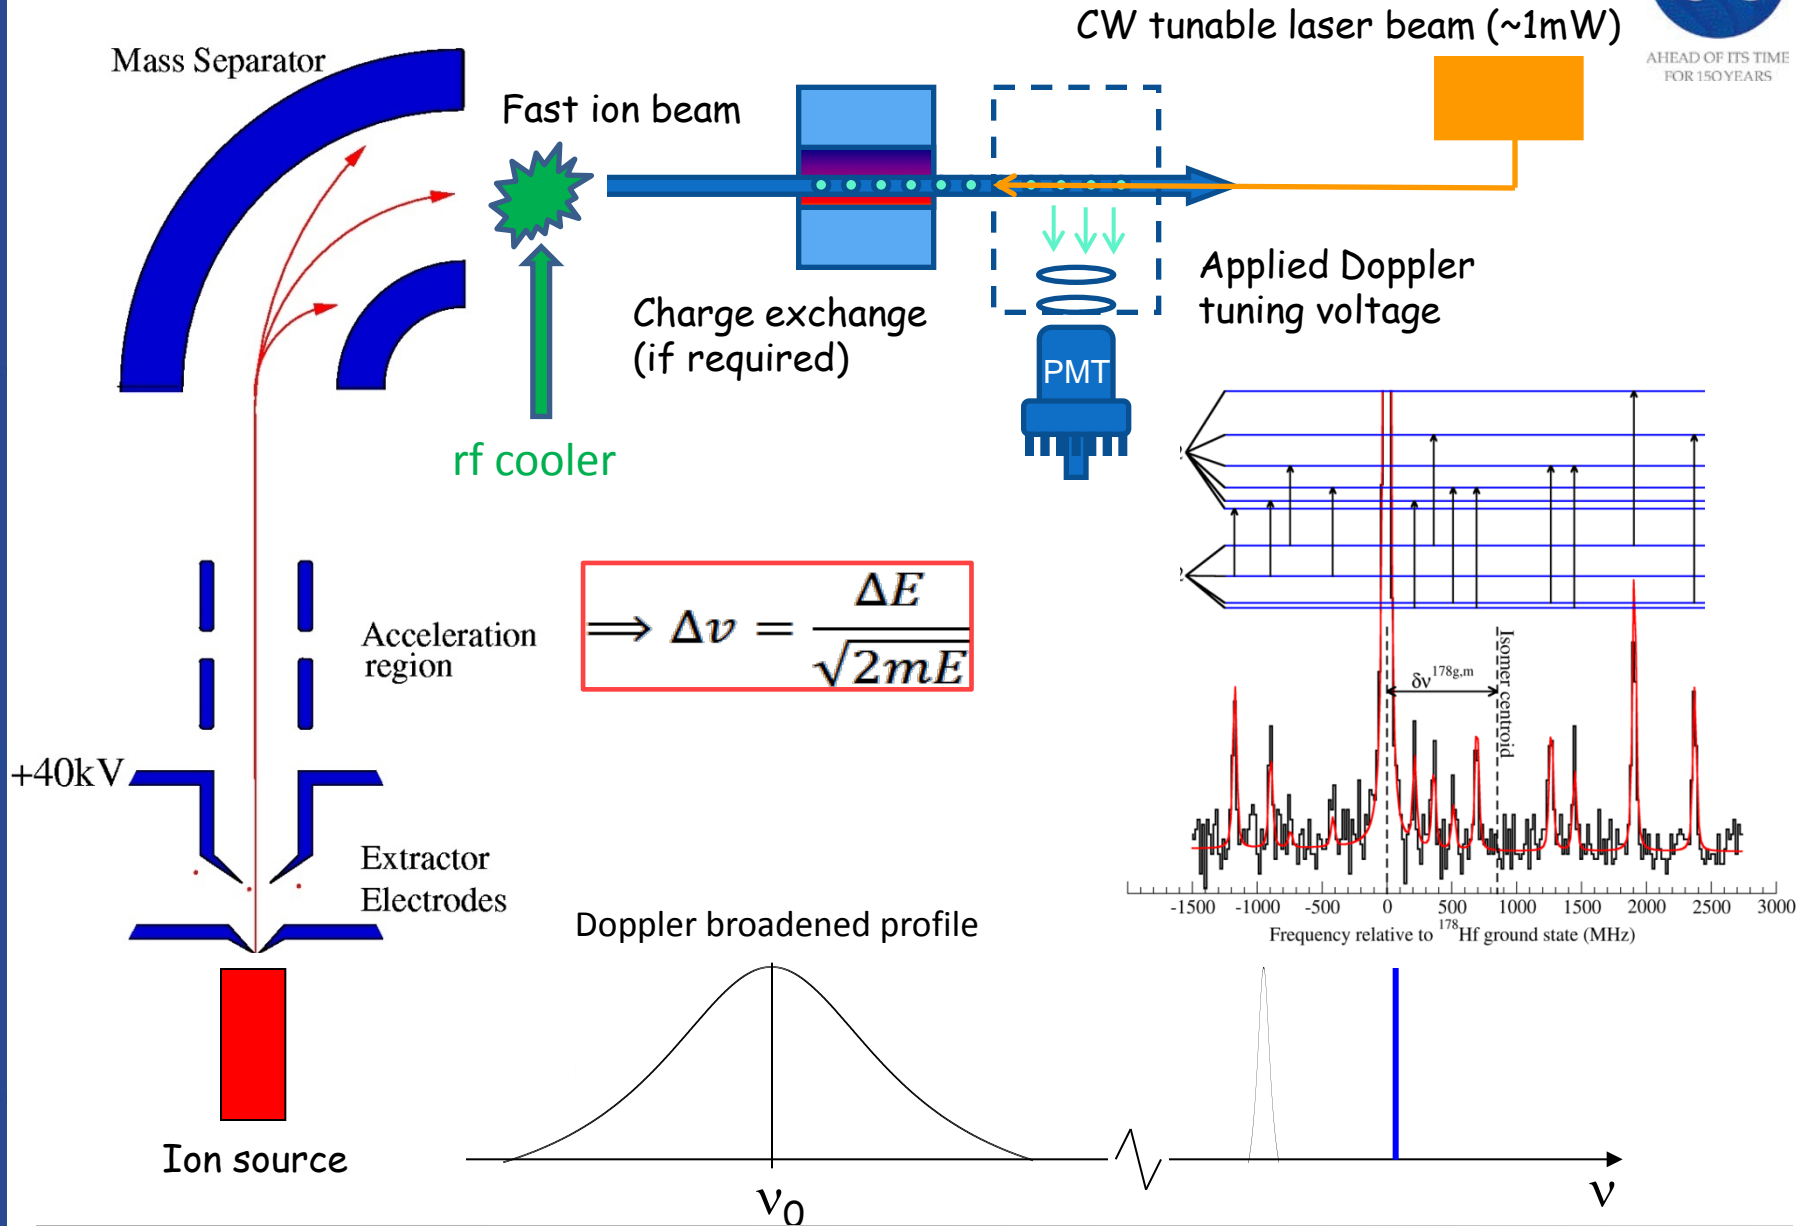 CW tunable laser beam (~1mW)
AHEAD OF ITS TIME
FOR 150 YEARS
Mass Separator
Fast ion beam
Applied Doppler
tuning voltage
Charge exchange
(if required)
PMT
rf cooler
⟹ Δv = ΔE / √2mE
Acceleration
region
+40kV
Extractor
Electrodes
Ion source
δν178g,m
Isomer centroid
-1500 -1000 -500 0 500 1000 1500 2000 2500 3000
Frequency relative to 178Hf ground state (MHz)
Doppler broadened profile
ν0
ν